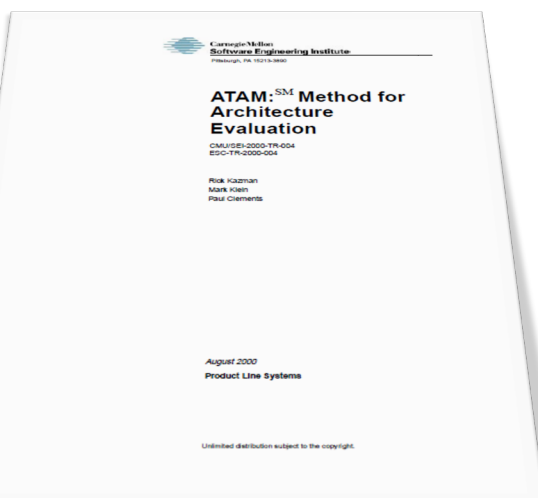 Carnegie Mellon
Software Engineering Institute
Pittsburgh, PA 15213-3890
ATAM:SM Method for
Architecture
Evaluation
CMU/SEI-2000-TR-004
ESC-TR-2000-004
Rick Kazman
Mark Klein
Paul Clements
August 2000
Product Line Systems
Unlimited distribution subject to the copyright.